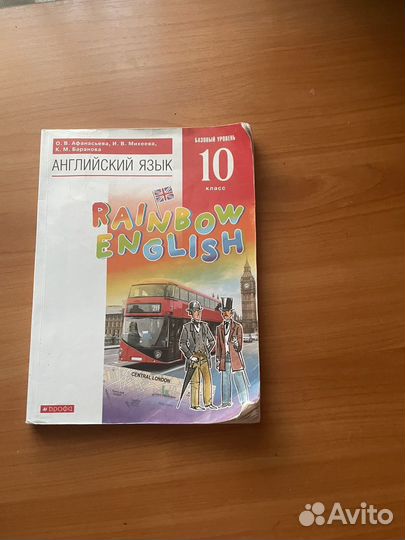 О. В. Афанасьева, И. В. Михеева,
К. М. Баранова
АНГЛИЙСКИЙ ЯЗЫК
БАЗОВЫЙ УРОВЕНЬ
10
класс
RAINBOW
ENGLISH
CENTRAL LONDON
дрофа
Avito